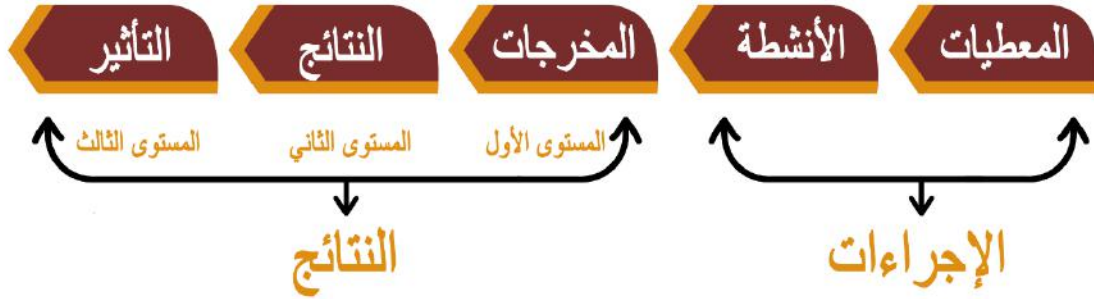 المعطيات
الأنشطة
المخرجات
النتائج
التأثير
المستوى الأول
المستوى الثاني
المستوى الثالث
الإجراءات
النتائج